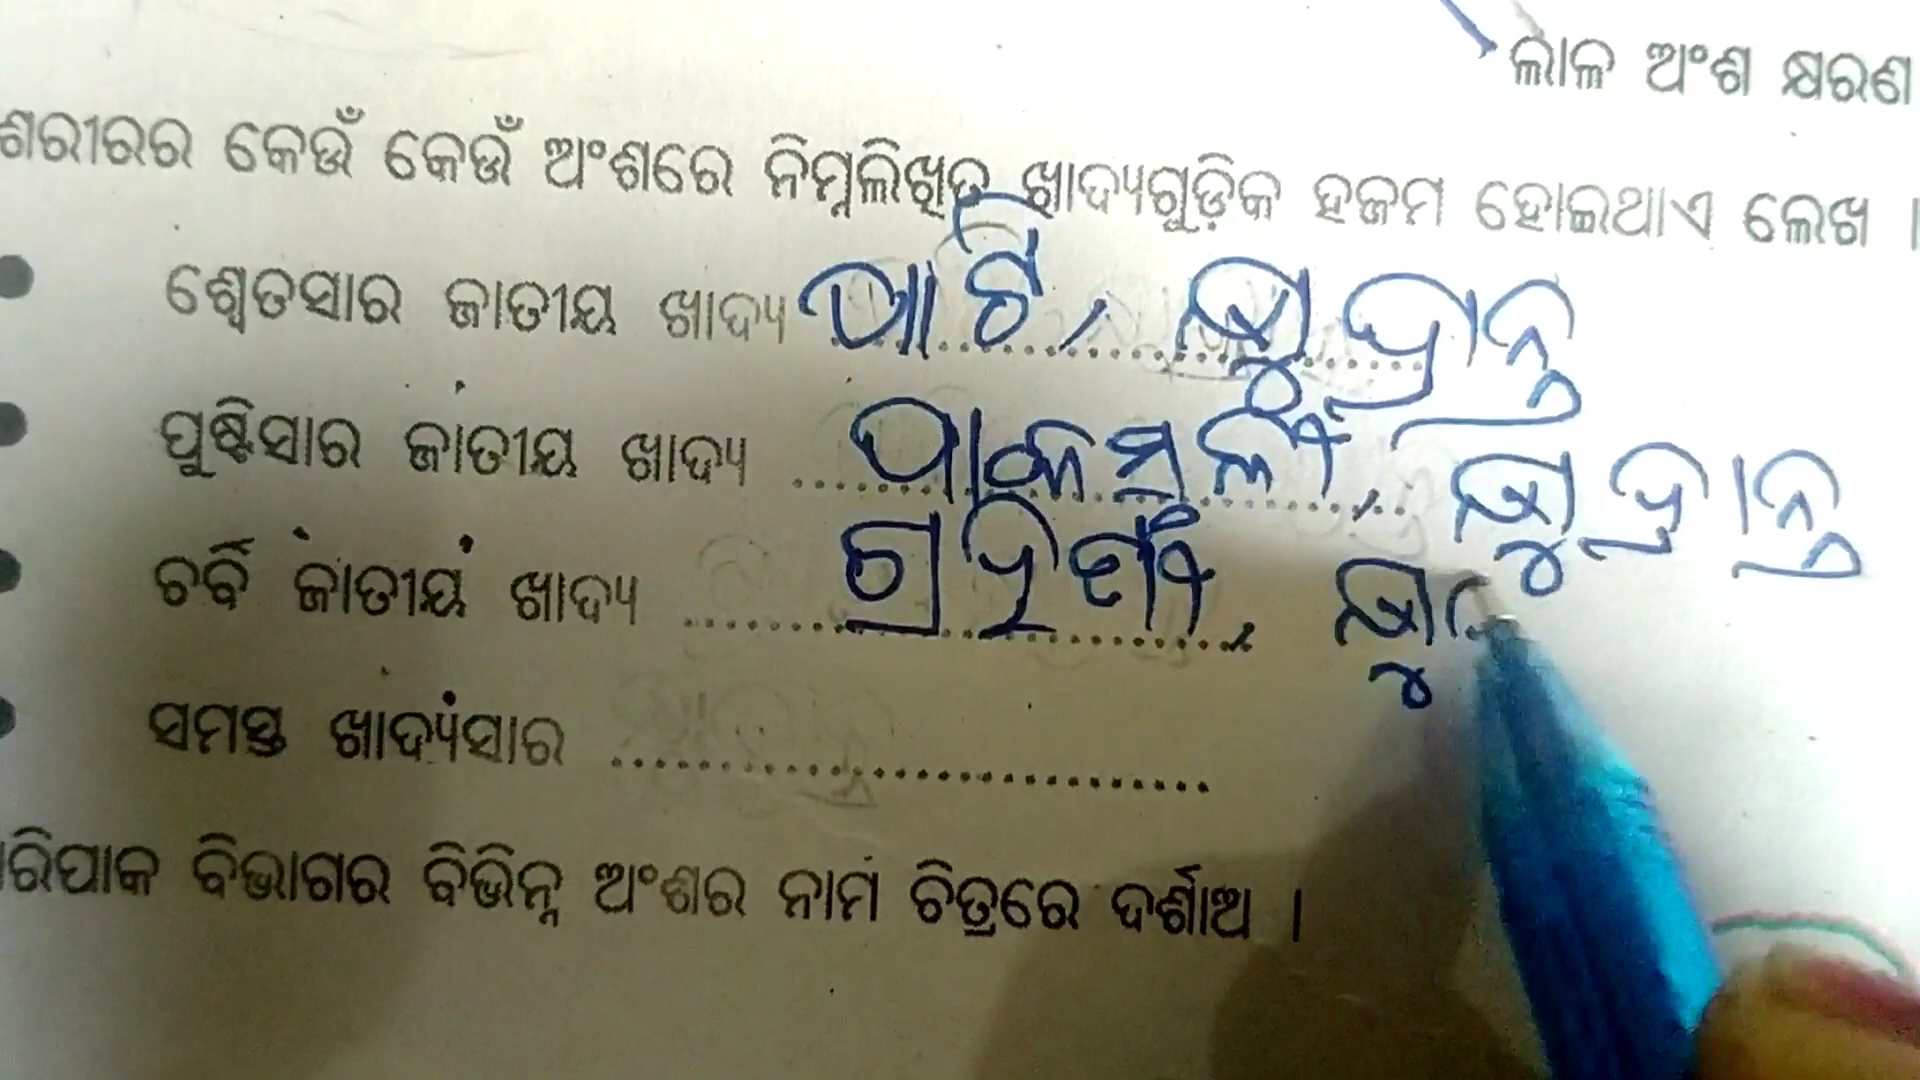 ଲାଳ ଅଂଶ କ୍ଷରଣ
ଶରୀରର କେଉଁ କେଉଁ ଅଂଶରେ ନିମ୍ନଲିଖିତ ଖାଦ୍ୟଗୁଡ଼ିକ ହଜମ ହୋଇଥାଏ ଲେଖ ।
ଶ୍ୱେତସାର ଜାତୀୟ ଖାଦ୍ୟ ପାଟି, କ୍ଷୁଦ୍ରାନ୍ତ
ପୁଷ୍ଟିସାର ଜାତୀୟ ଖାଦ୍ୟ ପାକସ୍ଥଳୀ, କ୍ଷୁଦ୍ରାନ୍ତ
ଚର୍ବି ଜାତୀୟ ଖାଦ୍ୟ ଗ୍ରହଣୀ, କ୍ଷୁ
ସମସ୍ତ ଖାଦ୍ୟସାର
ରିପାକ ବିଭାଗର ବିଭିନ୍ନ ଅଂଶର ନାମ ଚିତ୍ରରେ ଦର୍ଶାଅ ।